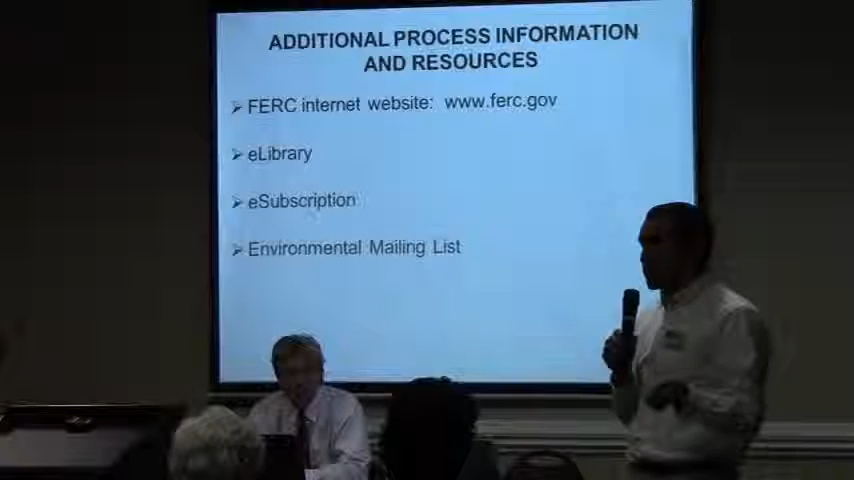 ADDITIONAL PROCESS INFORMATION
AND RESOURCES
FERC internet website: www.ferc.gov
eLibrary
eSubscription
Environmental Mailing List